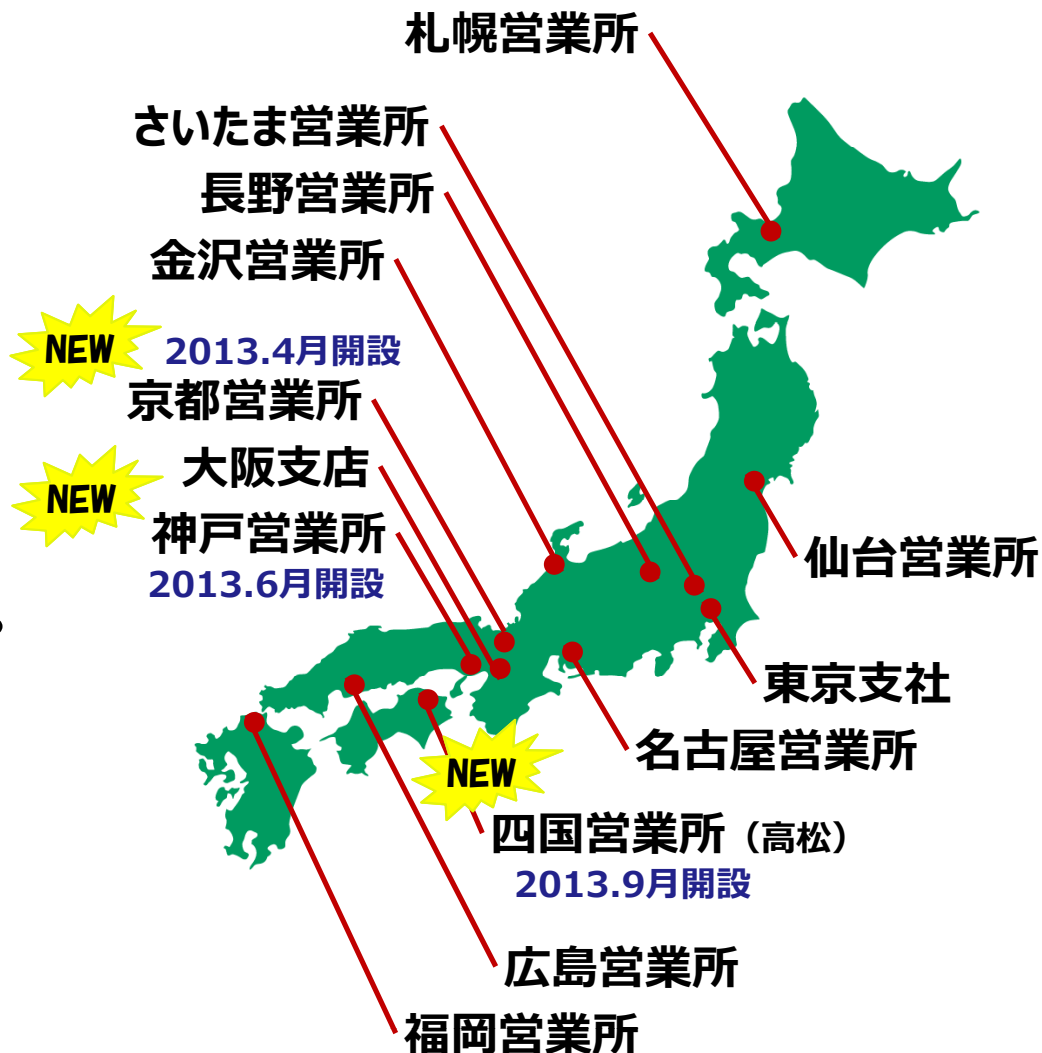 札幌営業所
さいたま営業所
長野営業所
金沢営業所
NEW
2013.4月開設
京都営業所
大阪支店
NEW
神戸営業所
2013.6月開設
。
仙台営業所
東京支社
名古屋営業所
NEW
四国営業所（高松）
2013.9月開設
広島営業所
福岡営業所